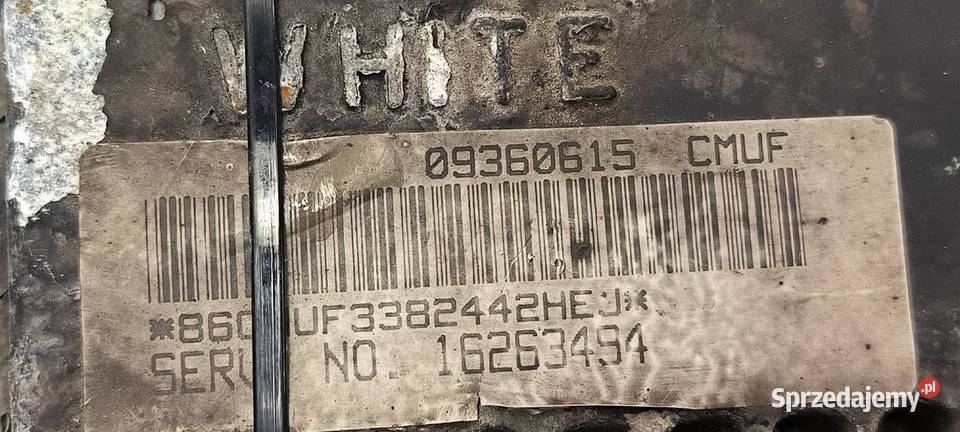 WHITE
09360615 CMUF
UF3382442HEJ*
NO. 16263494
Sprzedajemy.pl